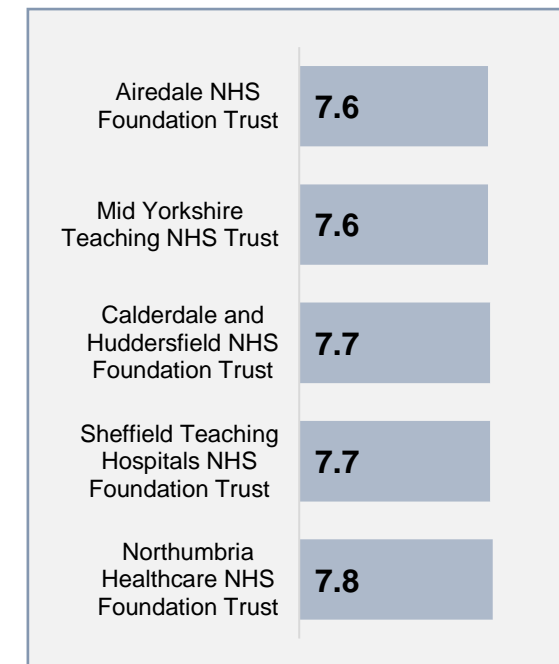 Airedale NHS
Foundation Trust
7.6
Mid Yorkshire
Teaching NHS Trust
7.6
Calderdale and
Huddersfield NHS
Foundation Trust
7.7
Sheffield Teaching
Hospitals NHS
Foundation Trust
7.7
Northumbria
Healthcare NHS
Foundation Trust
7.8